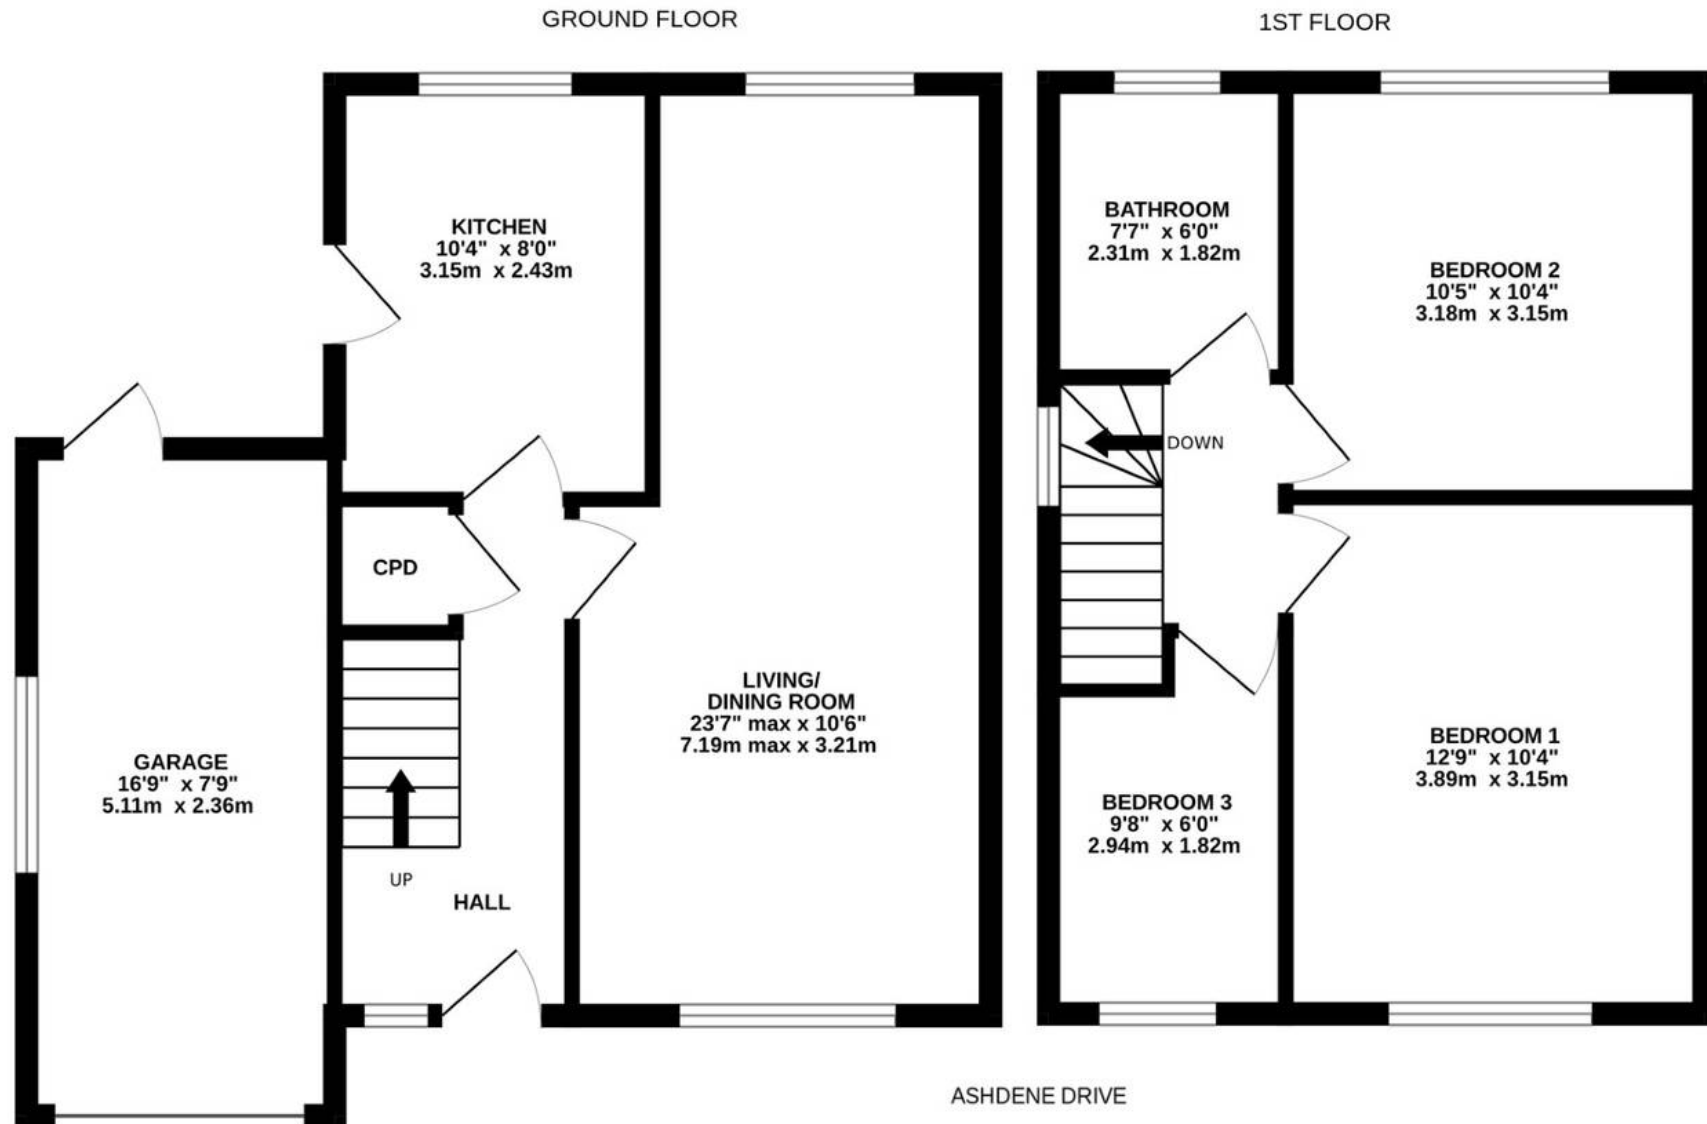 GROUND FLOOR
KITCHEN
10'4" x 8'0"
3.15m x 2.43m
CPD
LIVING/
DINING ROOM
23'7" max x 10'6"
7.19m max x 3.21m
GARAGE
16'9" x 7'9"
5.11m x 2.36m
UP
HALL
1ST FLOOR
BATHROOM
7'7" x 6'0"
2.31m x 1.82m
BEDROOM 2
10'5" x 10'4"
3.18m x 3.15m
DOWN
BEDROOM 1
12'9" x 10'4"
3.89m x 3.15m
BEDROOM 3
9'8" x 6'0"
2.94m x 1.82m
ASHDENE DRIVE